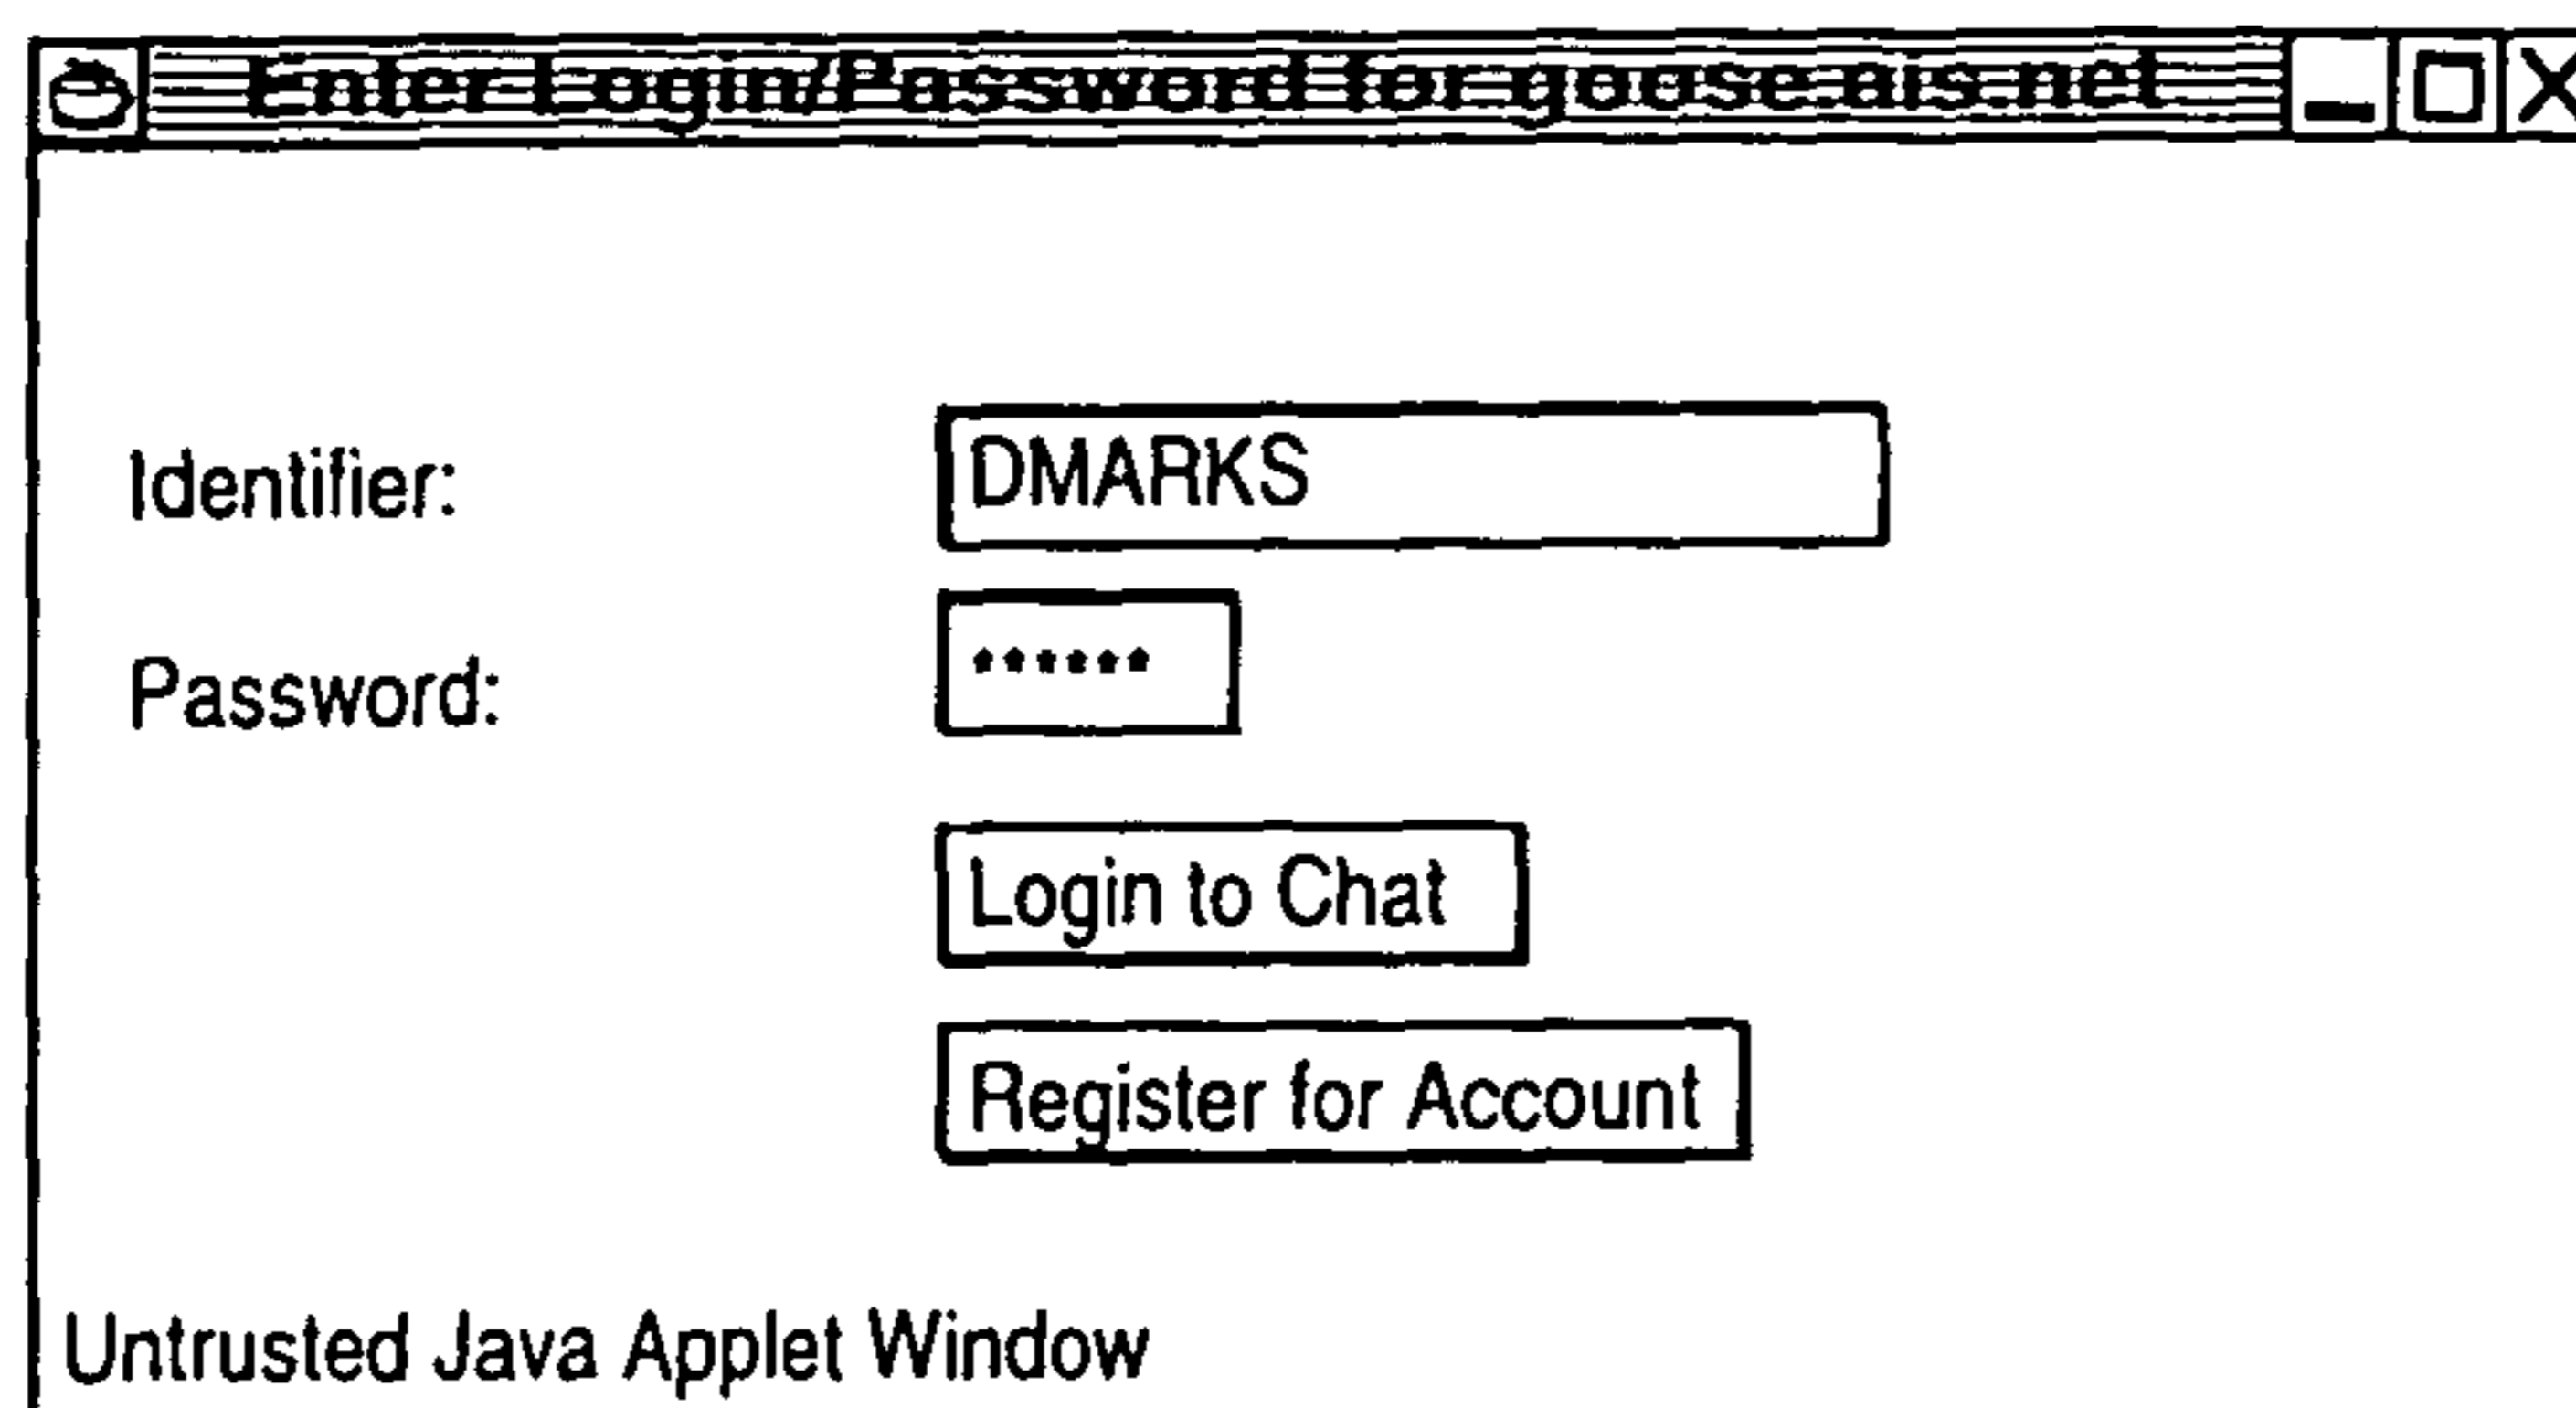 Enter Login/Password for goose.ais.net
Identifier: DMARKS
Password: ******
Login to Chat
Register for Account
Untrusted Java Applet Window